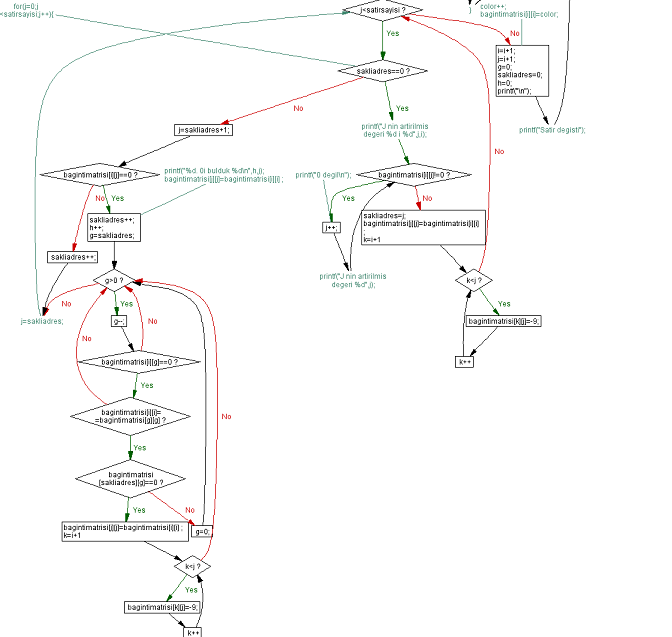 for(j=0;j
<satirsayisi;j++){
j<satirsayisi ?
color++;
bagintimatrisi[i][i]=color;
}
No
i=i+1;
j=i+1;
g=0;
sakliadres=0;
h=0;
printf("\n");
Yes
sakliadres==0 ?
No
Yes
printf("Satir degisti");
j=sakliadres+1;
printf("J nin artirilmis
degeri %d i %d",j,i);
No
bagintimatrisi[i][j]==0 ?
printf("%d. 0i bulduk %d\n",h,j);
bagintimatrisi[j][j]=bagintimatrisi[i][i] ;
printf("0 degil\n");
bagintimatrisi[i][j]!=0 ?
No
Yes
Yes
No
sakliadres++;
h++;
g=sakliadres;
j++;
sakliadres=j;
bagintimatrisi[j][j]=bagintimatrisi[i][i]
;
k=i+1
sakliadres++;
g>0 ?
printf("J nin artirilmis
degeri %d",j);
k<j ?
No
Yes
Yes
j=sakliadres;
g--;
No
bagintimatrisi[k][j]=-9;
No
bagintimatrisi[i][g]==0 ?
k++
Yes
bagintimatrisi[i][i]=
=bagintimatrisi[g][g] ?
No
Yes
bagintimatrisi
[sakliadres][g]==0 ?
Yes
No
bagintimatrisi[j][j]=bagintimatrisi[i][i] ;
k=i+1
g=0;
k<j ?
Yes
bagintimatrisi[k][j]=-9;
k++